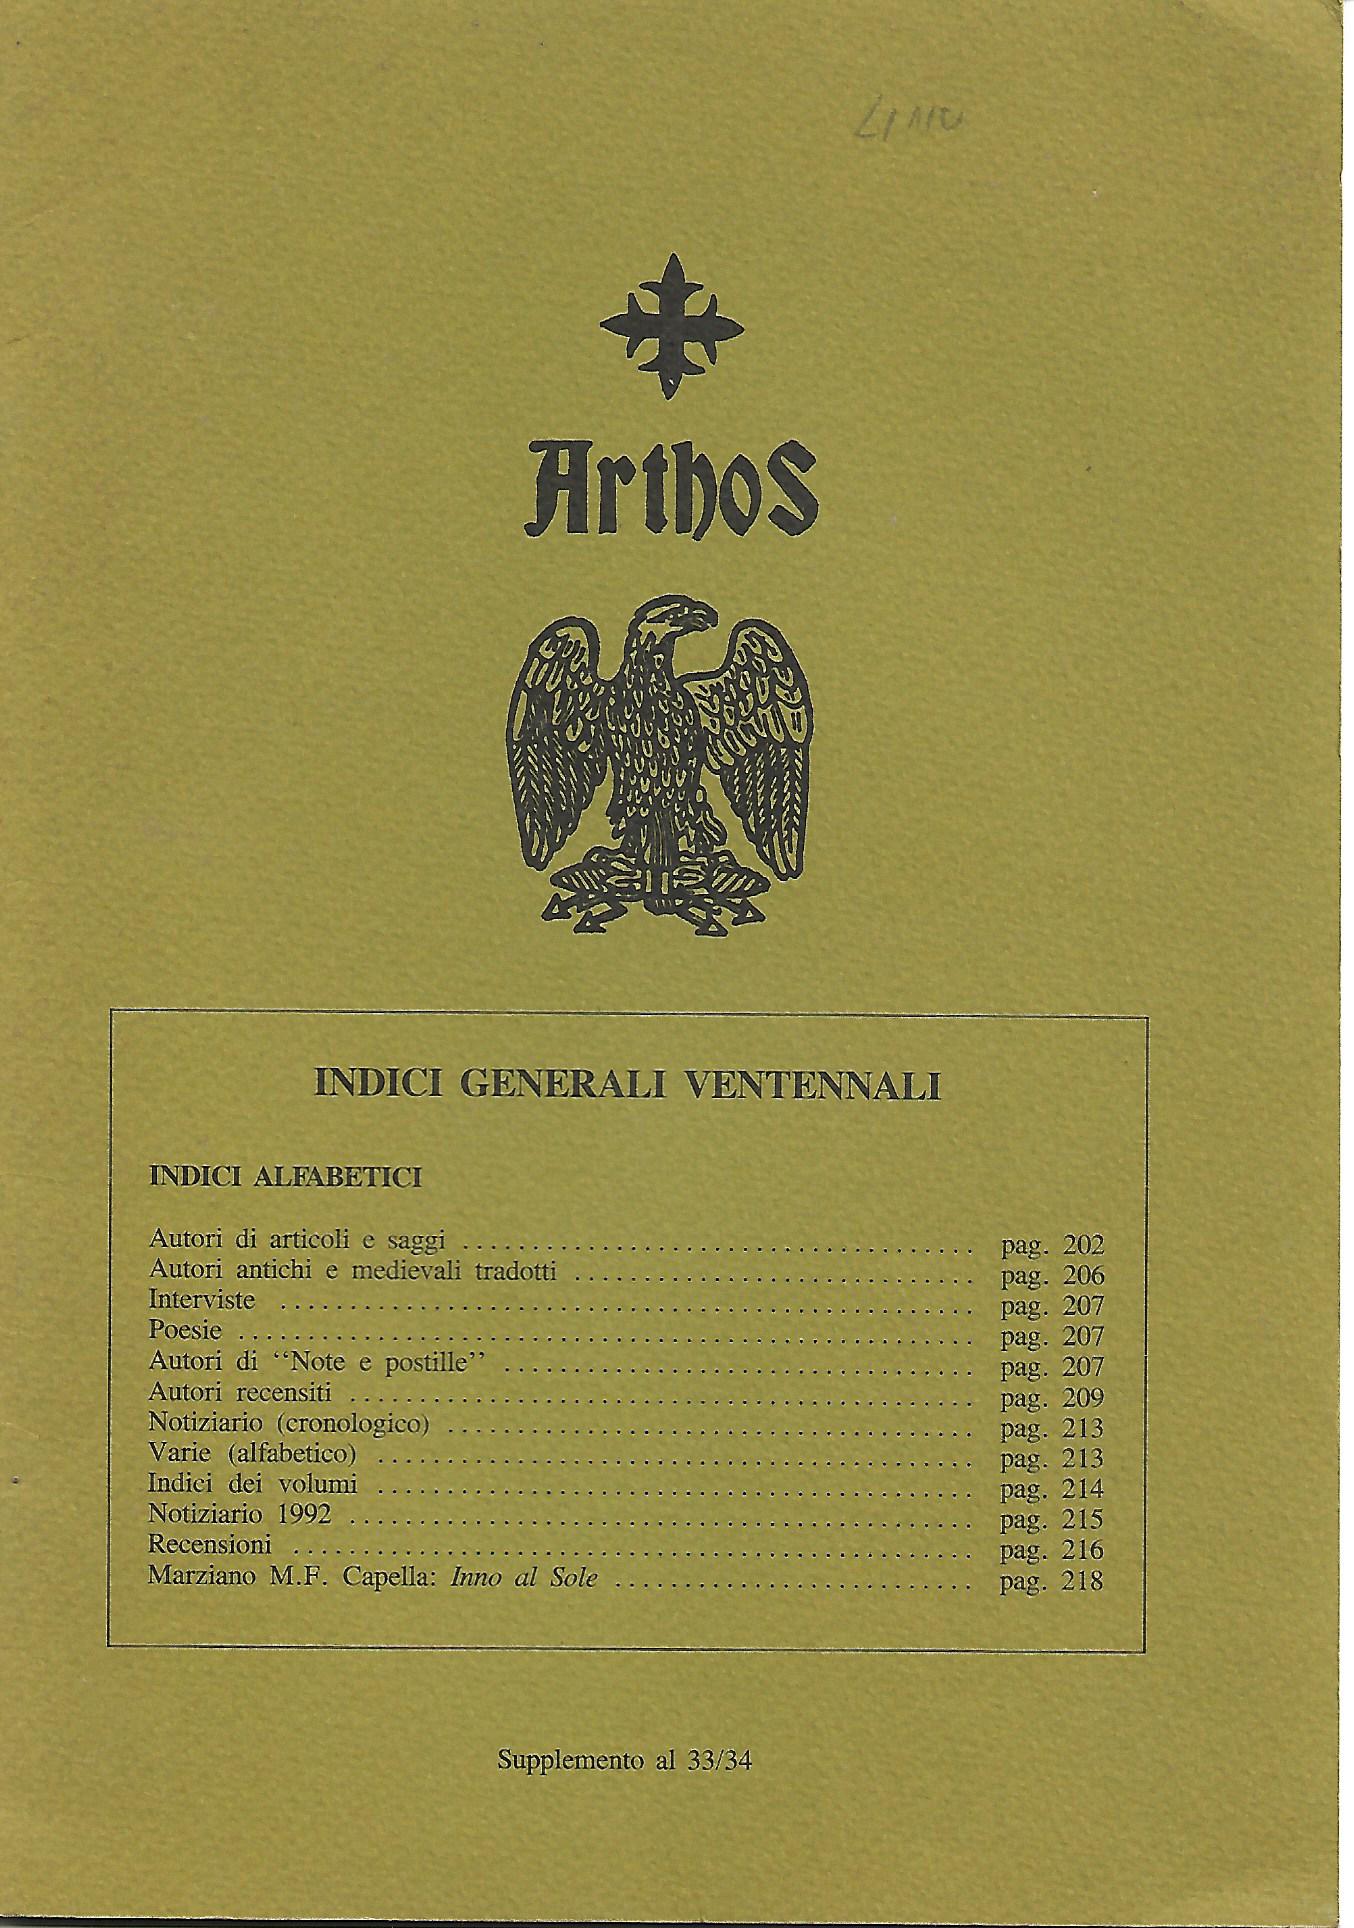 Arthos
INDICI GENERALI VENTENNALI
INDICI ALFABETICI
Autori di articoli e saggi ..................................... pag. 202
Autori antichi e medievali tradotti ............................. pag. 206
Interviste .................................................. pag. 207
Poesie ..................................................... pag. 207
Autori di “Note e postille” .................................. pag. 207
Autori recensiti ............................................. pag. 209
Notiziario (cronologico) ...................................... pag. 213
Varie (alfabetico) ........................................... pag. 213
Indici dei volumi ........................................... pag. 214
Notiziario 1992 ............................................. pag. 215
Recensioni ................................................. pag. 216
Marziano M.F. Capella: Inno al Sole .......................... pag. 218
Supplemento al 33/34